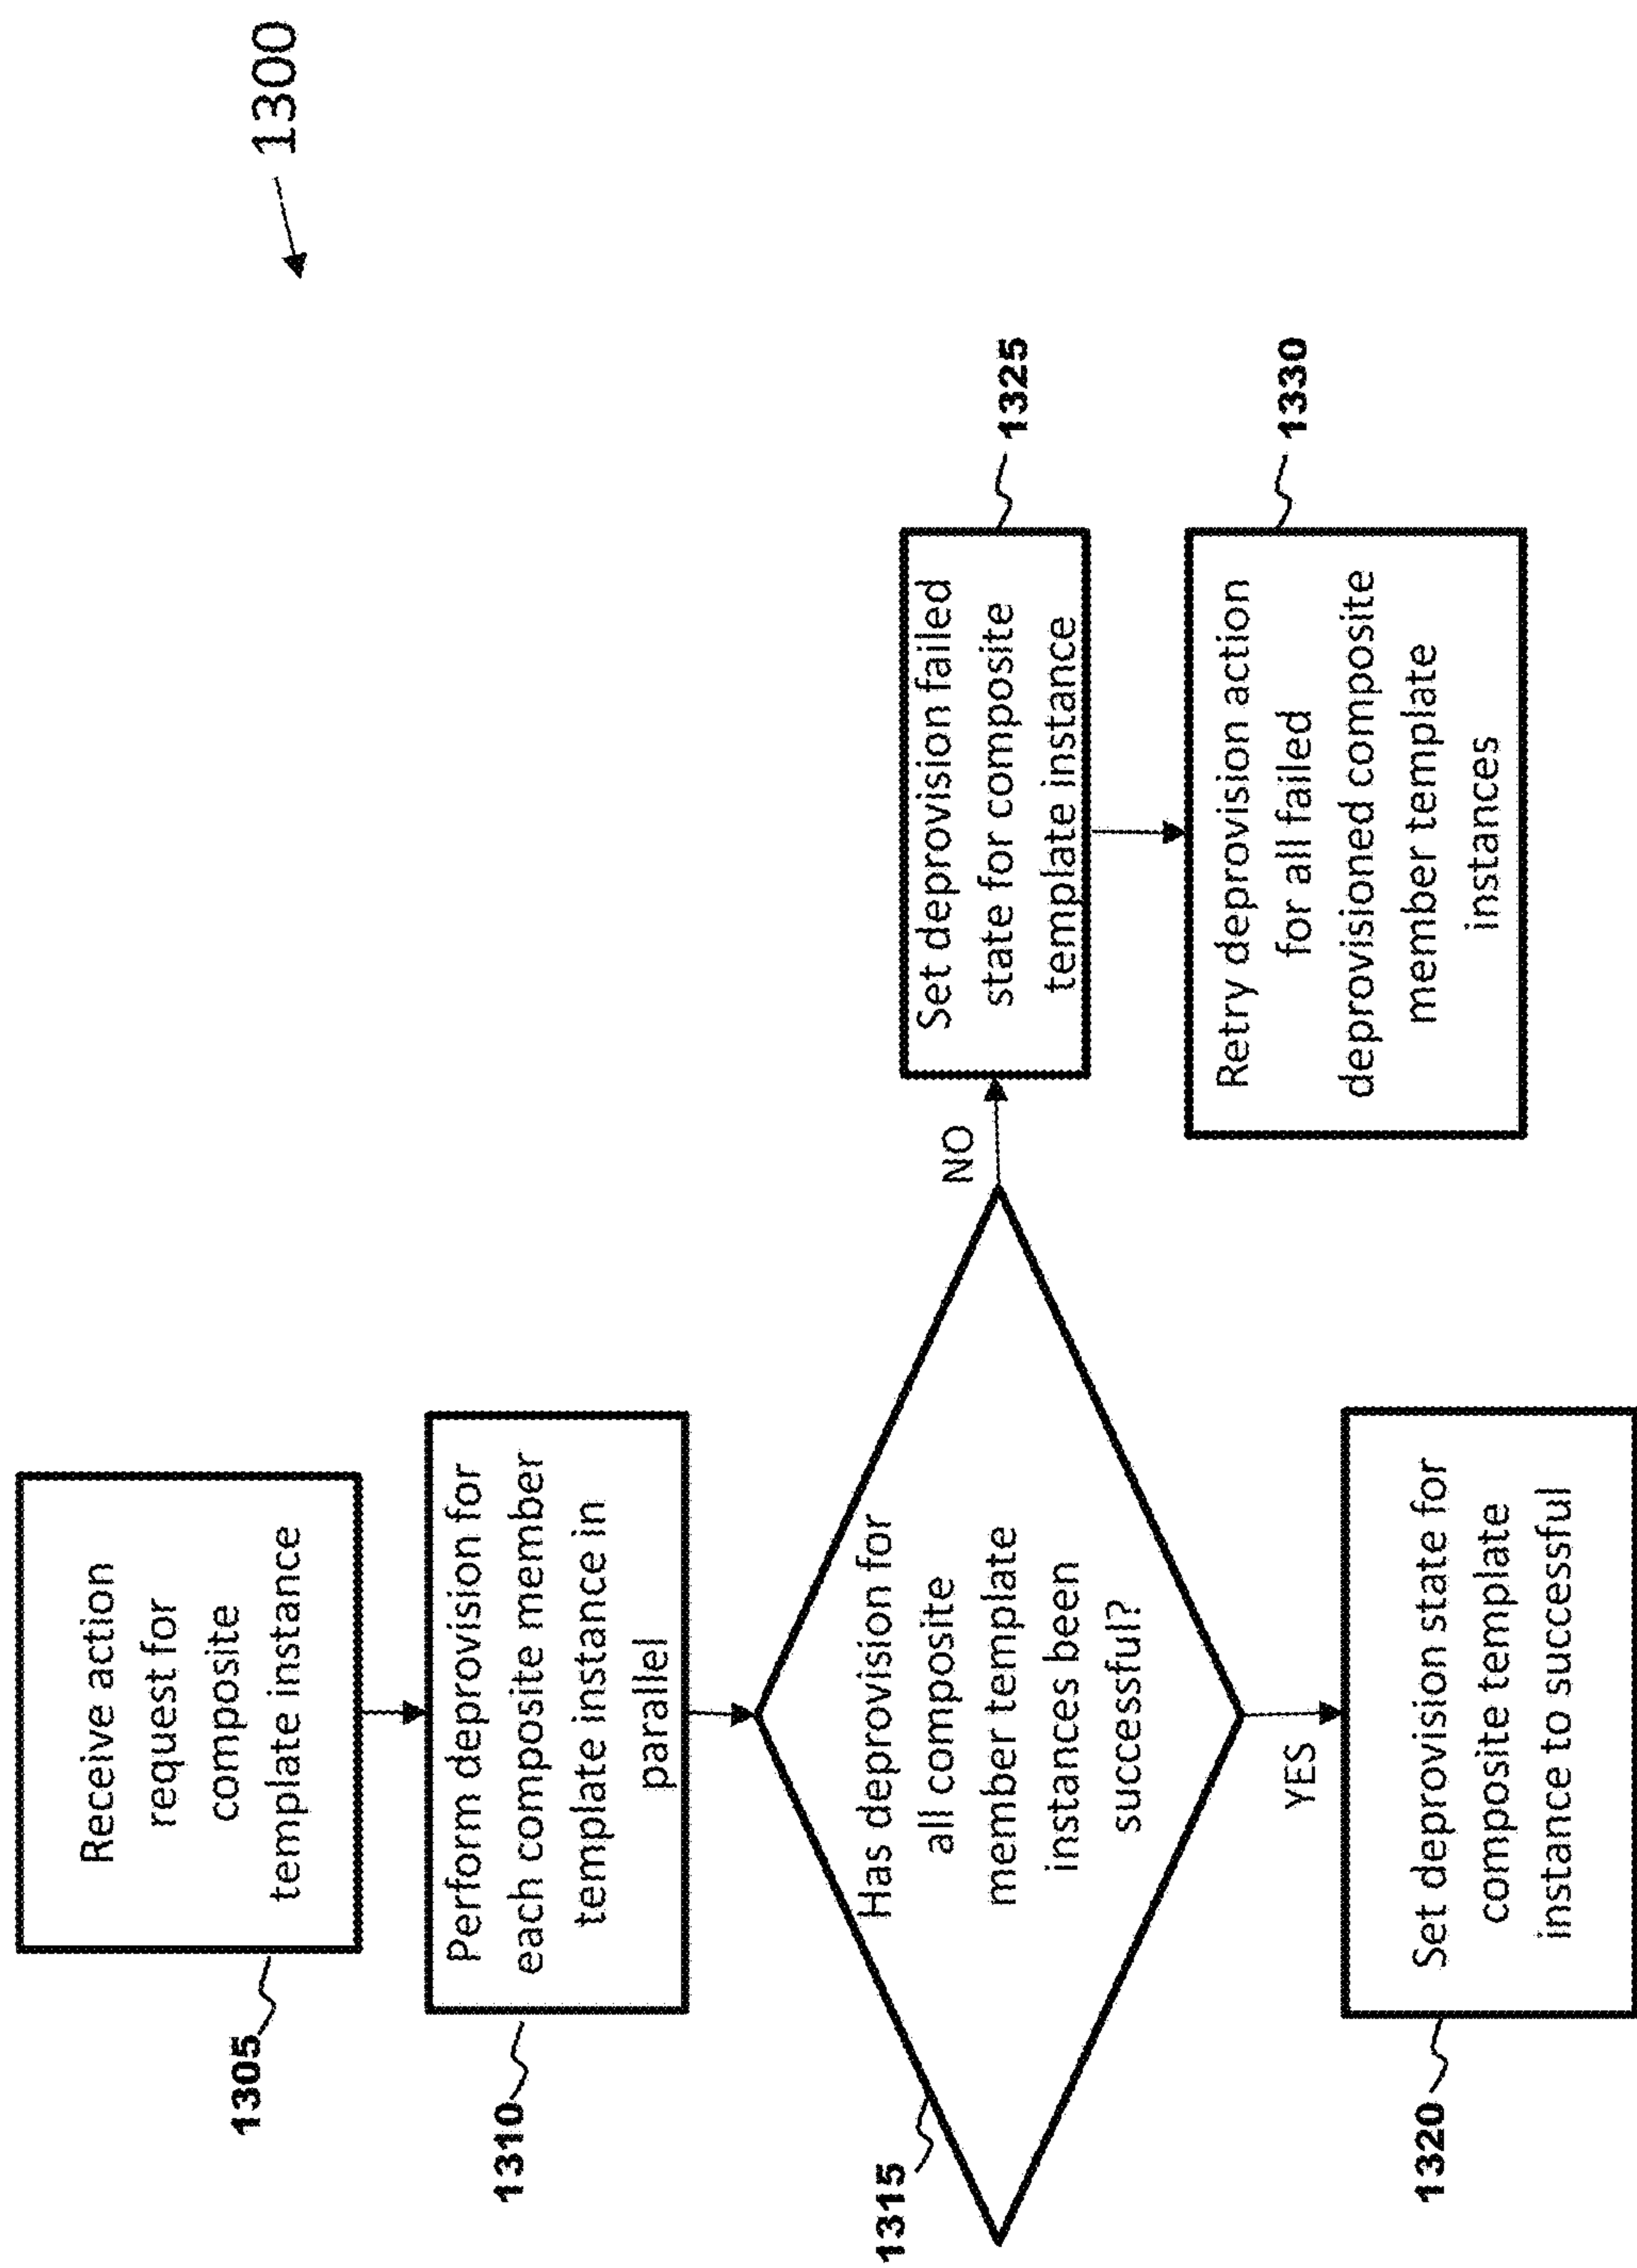 1300
1305
Receive action
request for
composite
template instance
1310
Perform deprovision for
each composite member
template instance in
parallel
1315
Has deprovision for
all composite
member template
instances been
successful?
NO
Set deprovision failed
state for composite
template instance
1325
Retry deprovision action
for all failed
deprovisioned composite
member template
instances
1330
YES
1320
Set deprovision state for
composite template
instance to successful